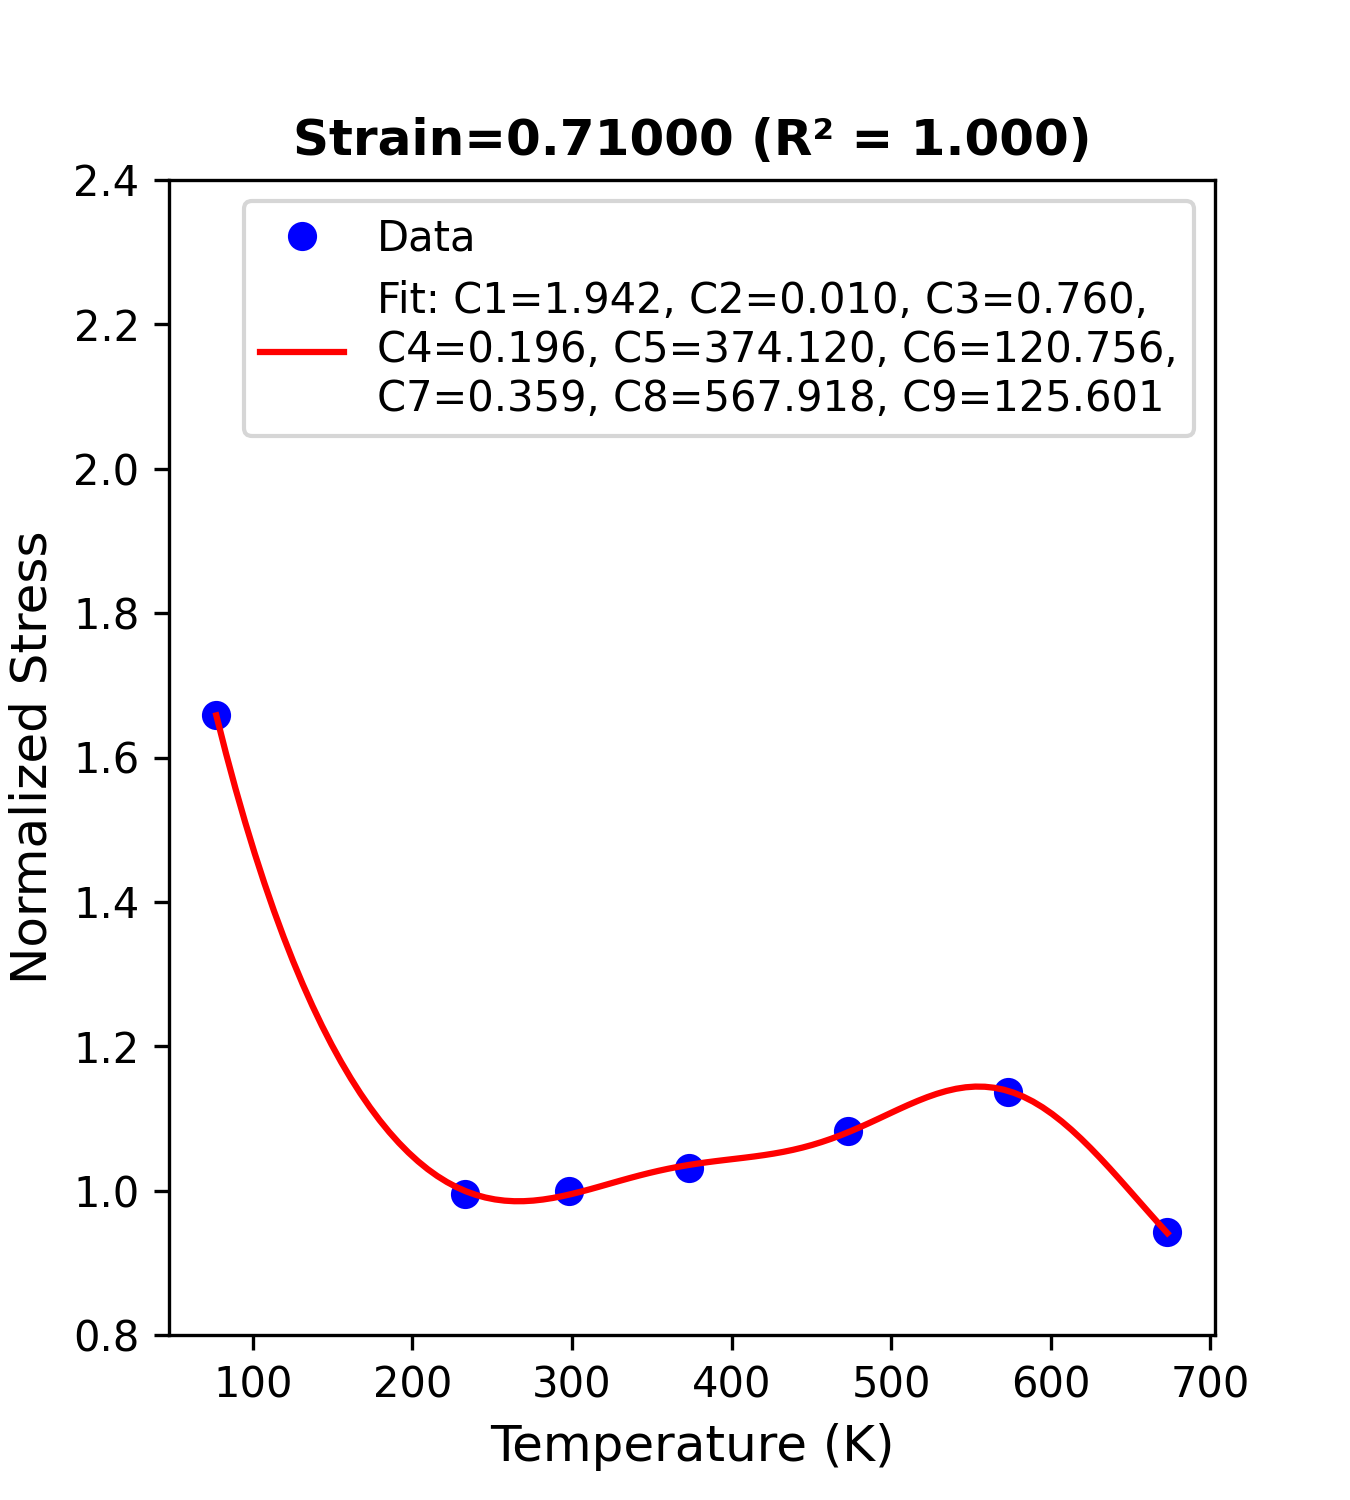 Strain=0.71000 (R² = 1.000)
2.4
2.2
2.0
1.8
1.6
1.4
1.2
1.0
0.8
Normalized Stress
Data
Fit: C1=1.942, C2=0.010, C3=0.760,
C4=0.196, C5=374.120, C6=120.756,
C7=0.359, C8=567.918, C9=125.601
100 200 300 400 500 600 700
Temperature (K)